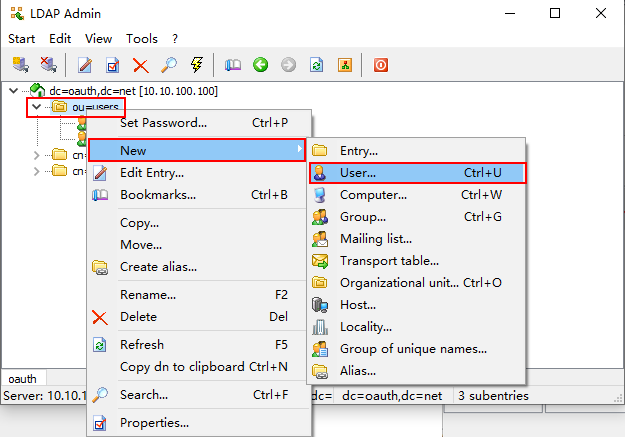 LDAP Admin
Start Edit View Tools ?
dc=oauth,dc=net [10.10.100.100]
ou=users
cn=
cn=
Set Password... Ctrl+P
New
Edit Entry...
Bookmarks... Ctrl+B
Copy...
Move...
Create alias...
Rename... F2
Delete Del
Refresh F5
Copy dn to clipboard Ctrl+N
Search... Ctrl+F
Properties...
Entry...
User... Ctrl+U
Computer... Ctrl+W
Group... Ctrl+G
Mailing list...
Transport table...
Organizational unit... Ctrl+O
Host...
Locality...
Group of unique names...
Alias...
oauth
Server: 10.10.1 dc= dc=oauth,dc=net 3 subentries